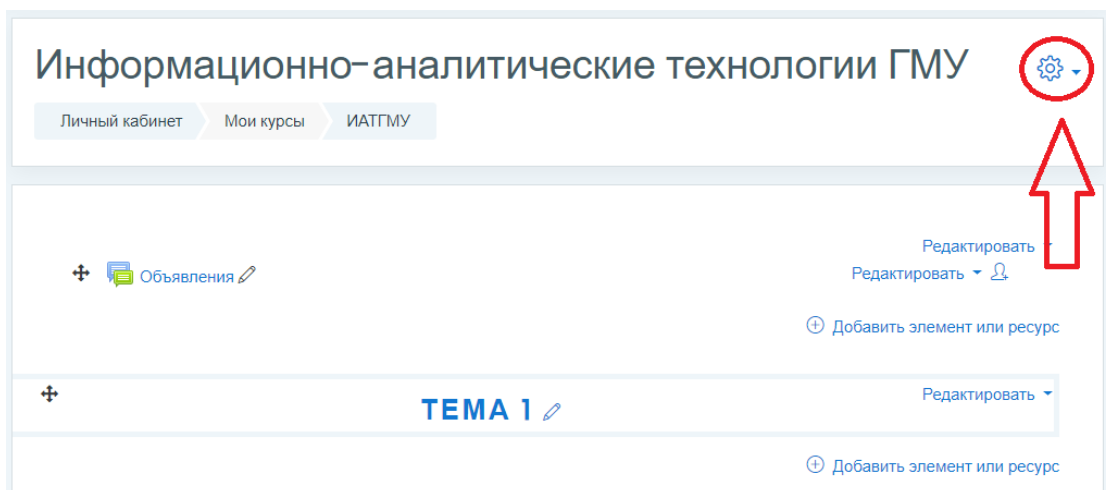 Информационно-аналитические технологии ГМУ
Личный кабинет Мои курсы ИАТГМУ
Редактировать
Объявления Редактировать
Добавить элемент или ресурс
ТЕМА 1 Редактировать
Добавить элемент или ресурс